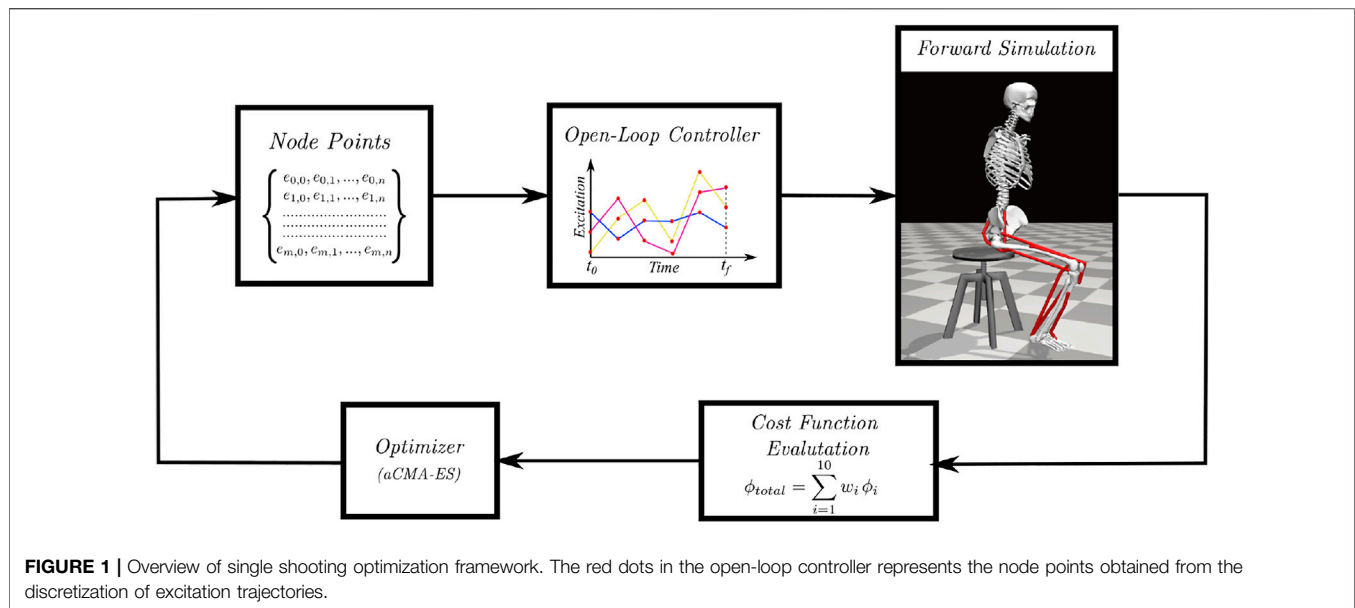 Node Points
e0,0, e0,1, ..., e0,n
e1,0, e1,1, ..., e1,n
........................
........................
........................
em,0, em,1, ..., em,n
Open-Loop Controller
Excitation
t0 Time tf
Forward Simulation
Cost Function
Evalutation
ϕtotal = ∑ wi ϕi
10
i=1
Optimizer
(aCMA-ES)
FIGURE 1 | Overview of single shooting optimization framework. The red dots in the open-loop controller represents the node points obtained from the
discretization of excitation trajectories.